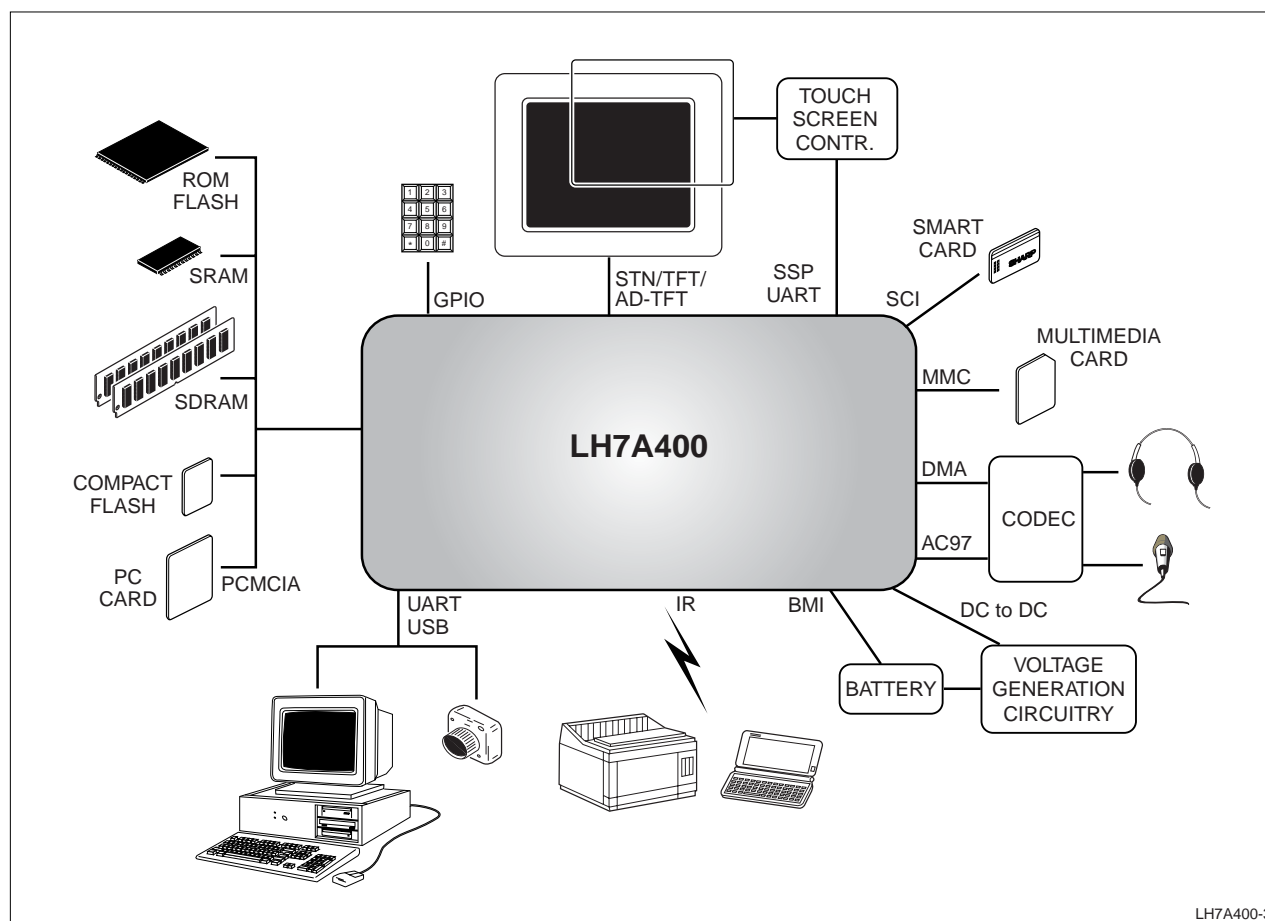 TOUCH
SCREEN
CONTR.
ROM
FLASH
1 2 3
4 5 6
7 8 9
* 0 #
SMART
CARD
SHARP
SRAM
GPIO
STN/TFT/
AD-TFT
SSP
UART
SCI
MULTIMEDIA
CARD
MMC
SDRAM
LH7A400
DMA
COMPACT
FLASH
CODEC
AC97
PC
CARD
PCMCIA
UART
USB
IR
BMI
DC to DC
BATTERY
VOLTAGE
GENERATION
CIRCUITRY